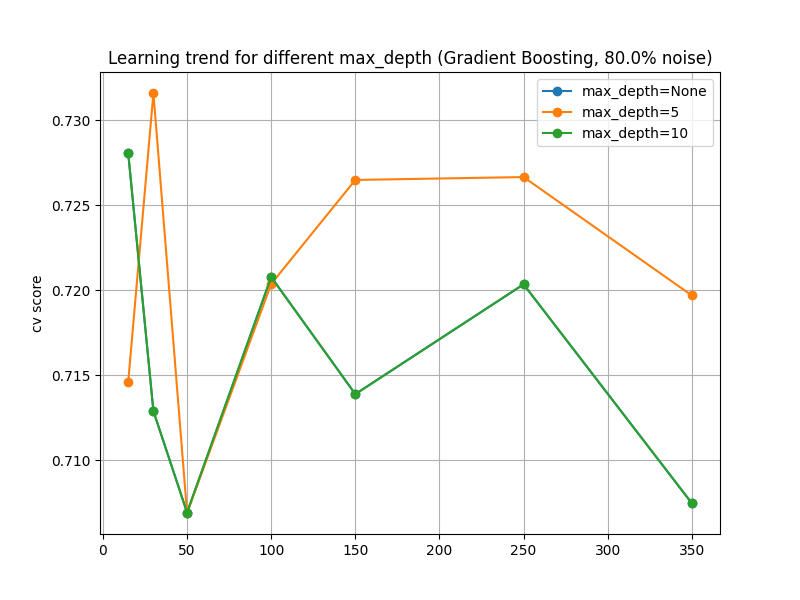 Learning trend for different max_depth (Gradient Boosting, 80.0% noise)
max_depth=None
max_depth=5
max_depth=10
cv score
0.730
0.725
0.720
0.715
0.710
0 50 100 150 200 250 300 350